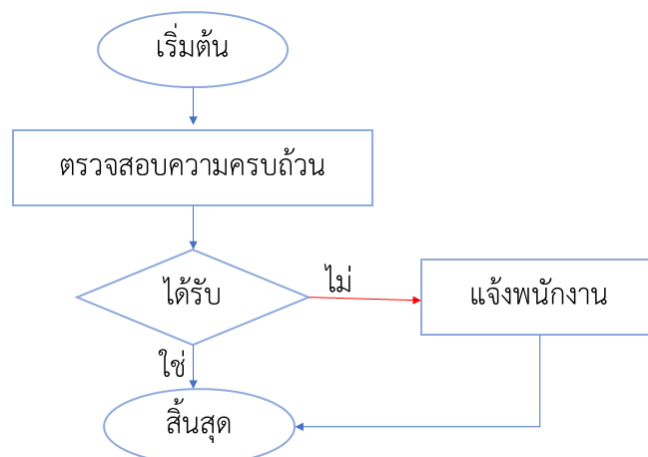 เริ่มต้น
ตรวจสอบความครบถ้วน
ได้รับ
ไม่
แจ้งพนักงาน
ใช่
สิ้นสุด